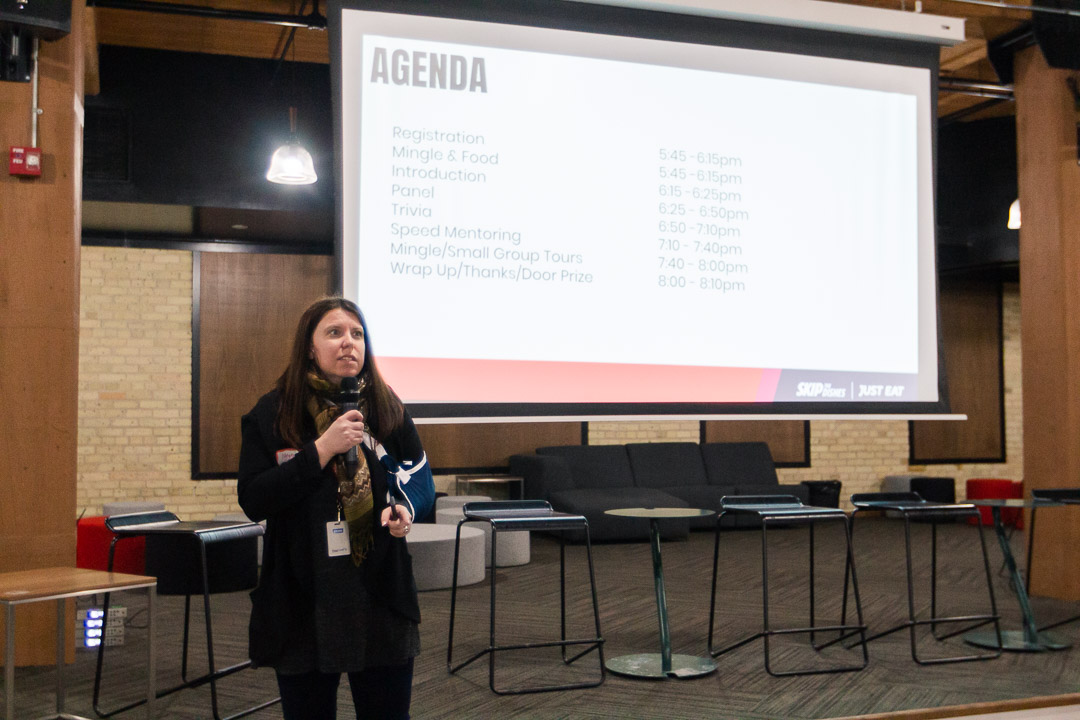 AGENDA
Registration
5:45 -6:15pm
Mingle & Food
5:45 -6:15pm
Introduction
6:15 -6:25pm
Panel
6:25 - 6:50pm
Trivia
6:50 -7:10pm
Speed Mentoring
7:10 - 7:40pm
Mingle/Small Group Tours
7:40 - 8:00pm
Wrap Up/Thanks/Door Prize
8:00 - 8:10pm
SKIP THE DISHES | JUST EAT
FIRE